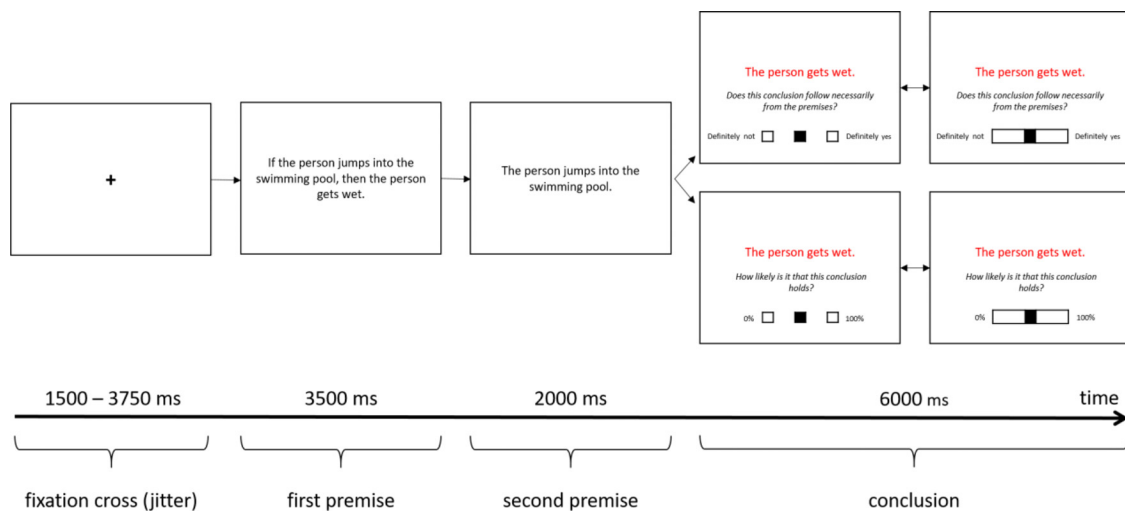 +
If the person jumps into the
swimming pool, then the person
gets wet.
The person jumps into the
swimming pool.
The person gets wet.
Does this conclusion follow necessarily
from the premises?
Definitely not
Definitely yes
The person gets wet.
Does this conclusion follow necessarily
from the premises?
Definitely not
Definitely yes
The person gets wet.
How likely is it that this conclusion
holds?
0%
100%
The person gets wet.
How likely is it that this conclusion
holds?
0%
100%
1500 – 3750 ms
3500 ms
2000 ms
6000 ms
time
fixation cross (jitter)
first premise
second premise
conclusion